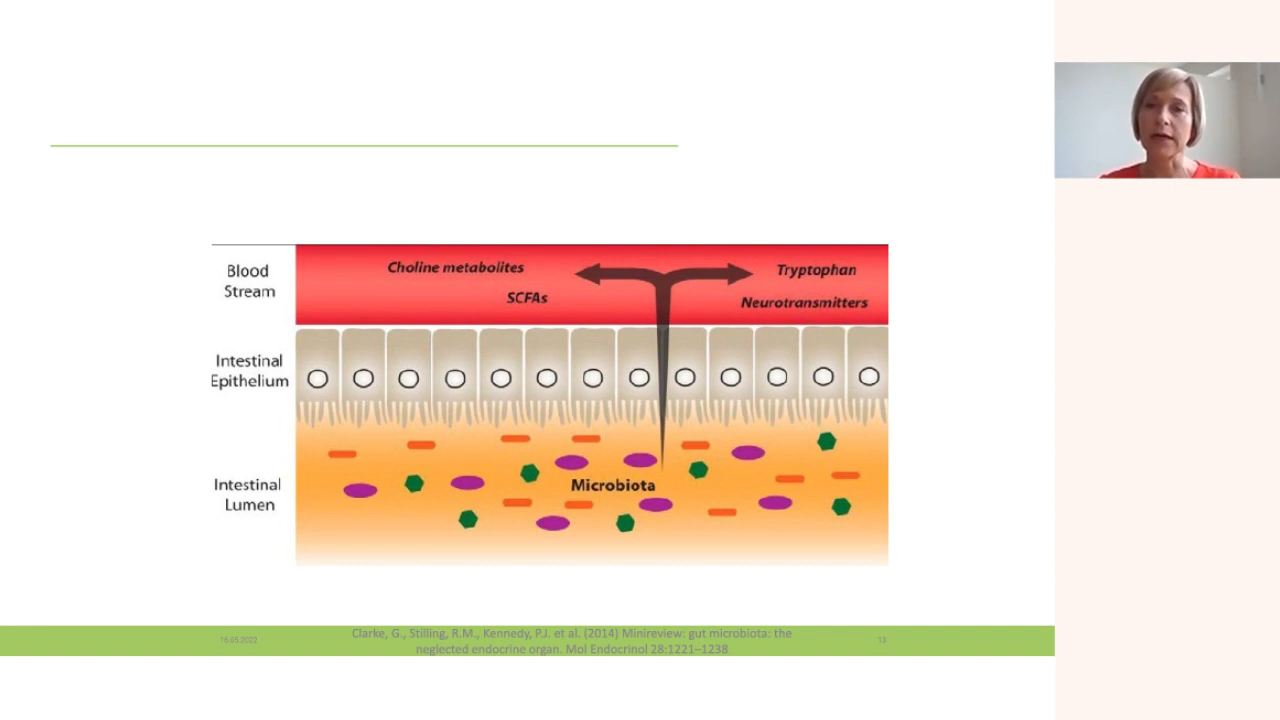 Blood
Stream
Choline metabolites
Tryptophan
SCFAs
Neurotransmitters
Intestinal
Epithelium
Intestinal
Lumen
Microbiota
16.05.2022
Clarke, G., Stilling, R.M., Kennedy, P.J. et al. (2014) Minireview: gut microbiota: the
neglected endocrine organ. Mol Endocrinol 28:1221–1238
13